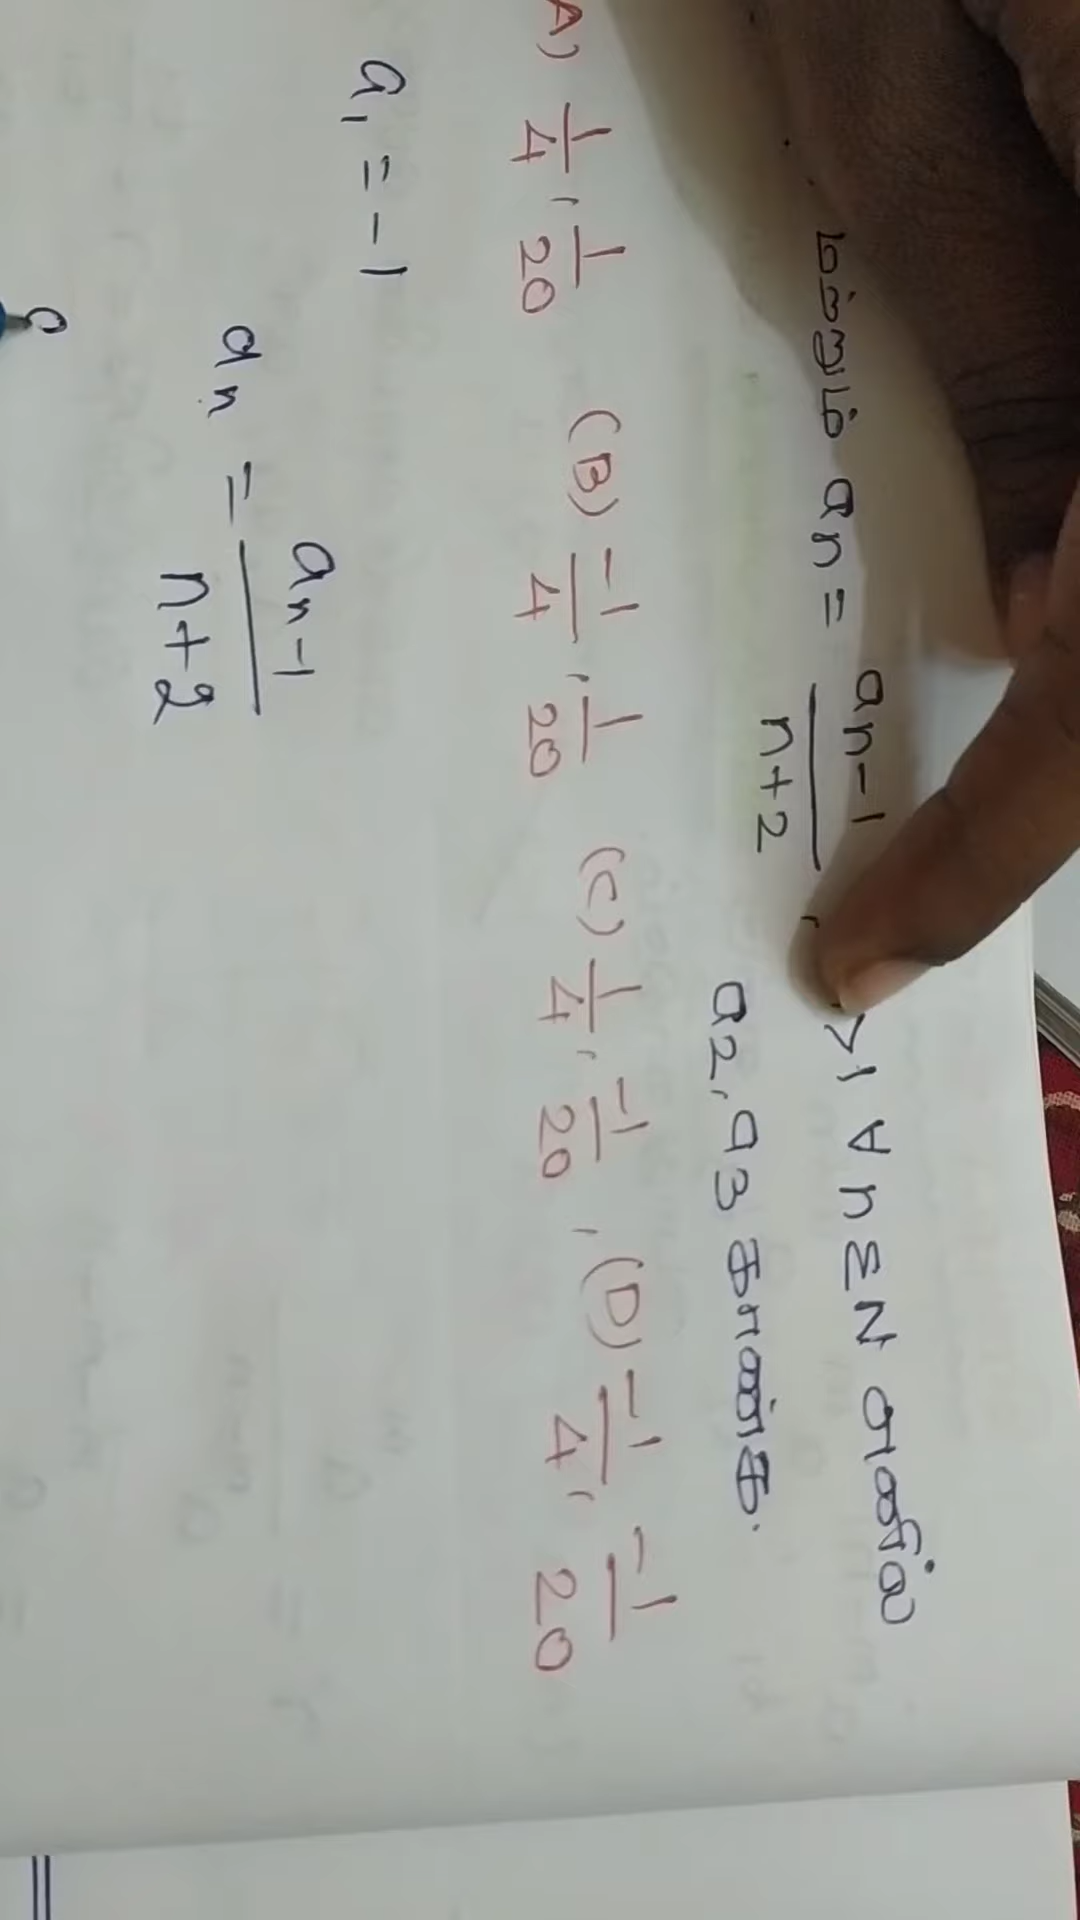 மற்றும் an = an-1/n+2, >1 ∀ n∈N எனில்
a2, a3 காண்க.
A) 1/4, 1/20 (B) -1/4, 1/20 (C) 1/4, -1/20, (D) -1/4, -1/20
a1 = -1
an = an-1/n+2